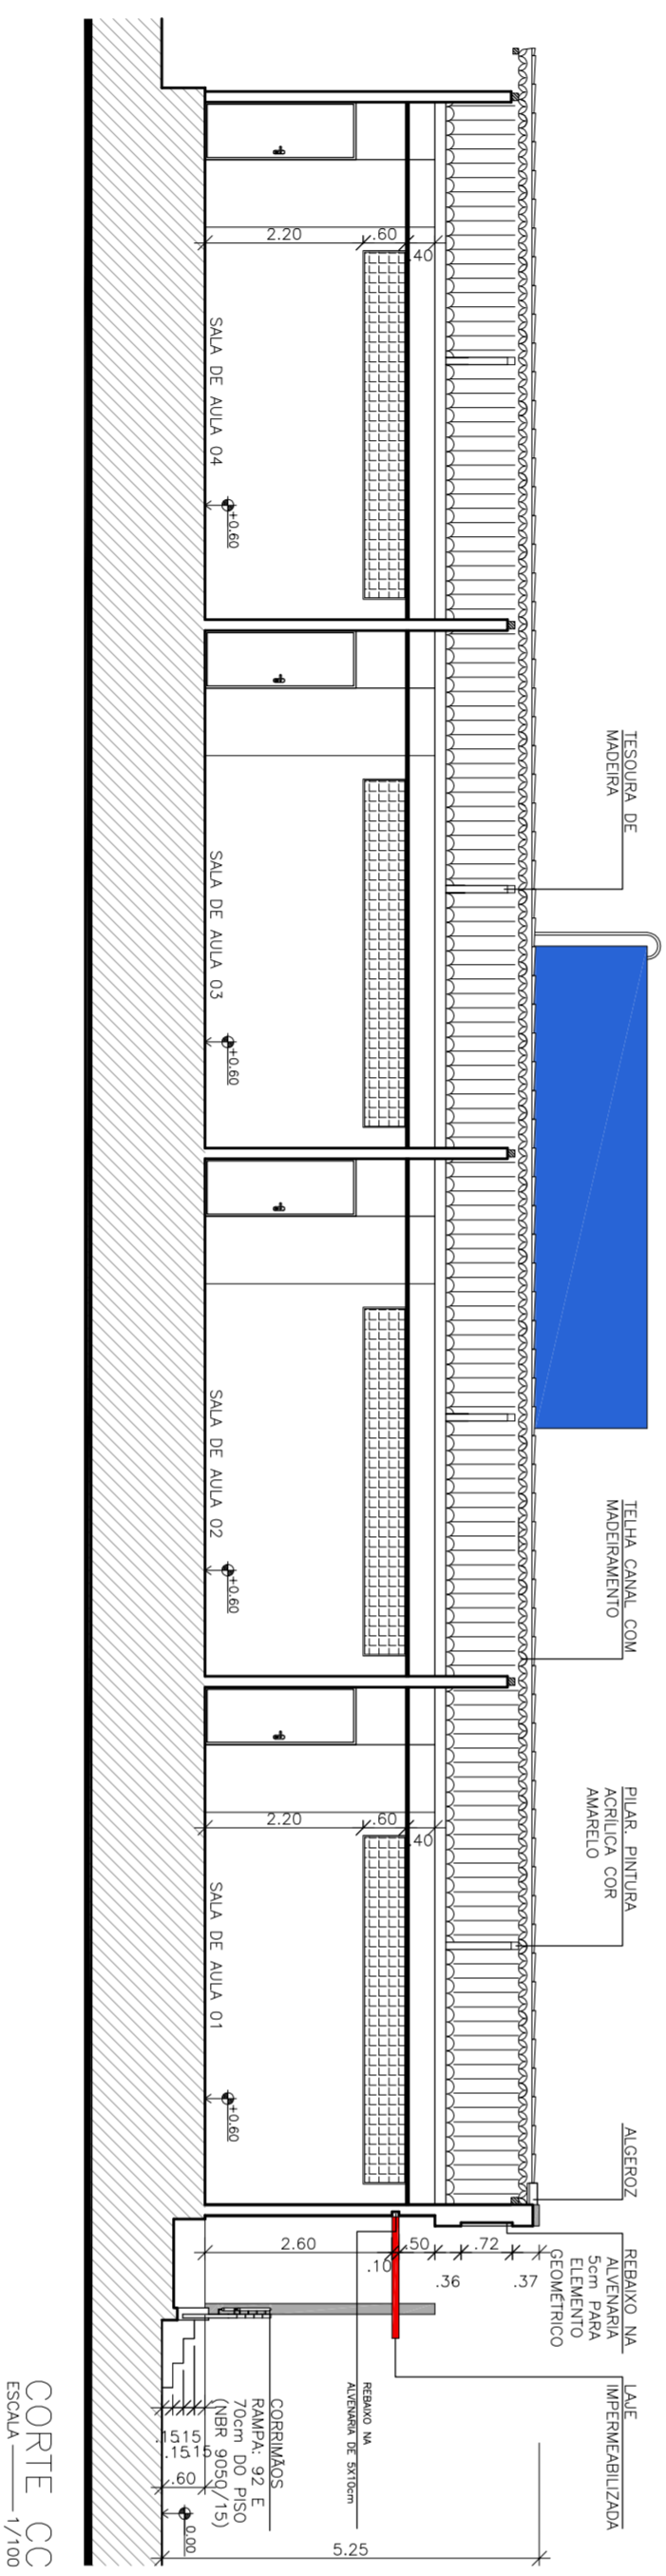 TESOURA DE
MADEIRA
TELHA CANAL COM
MADEIRAMENTO
PILAR. PINTURA
ACRÍLICA COR
AMARELO
ALGEROZ
REBAIXO NA
ALVENARIA
5cm PARA
ELEMENTO
GEOMÉTRICO
LAJE
IMPERMEABILIZADA
2.20
.60
.40
SALA DE AULA 04
+0.60
SALA DE AULA 03
+0.60
SALA DE AULA 02
+0.60
2.20
.60
.40
SALA DE AULA 01
+0.60
2.60
.10
.50
.36
.72
.37
REBAIXO NA
ALVENARIA DE 5X10cm
CORRIMÃOS
RAMPA: 92 E
70cm DO PISO
(NBR 9050/15)
.15
.15
.15
.15
.60
0.00
5.25
CORTE CC
ESCALA 1/100